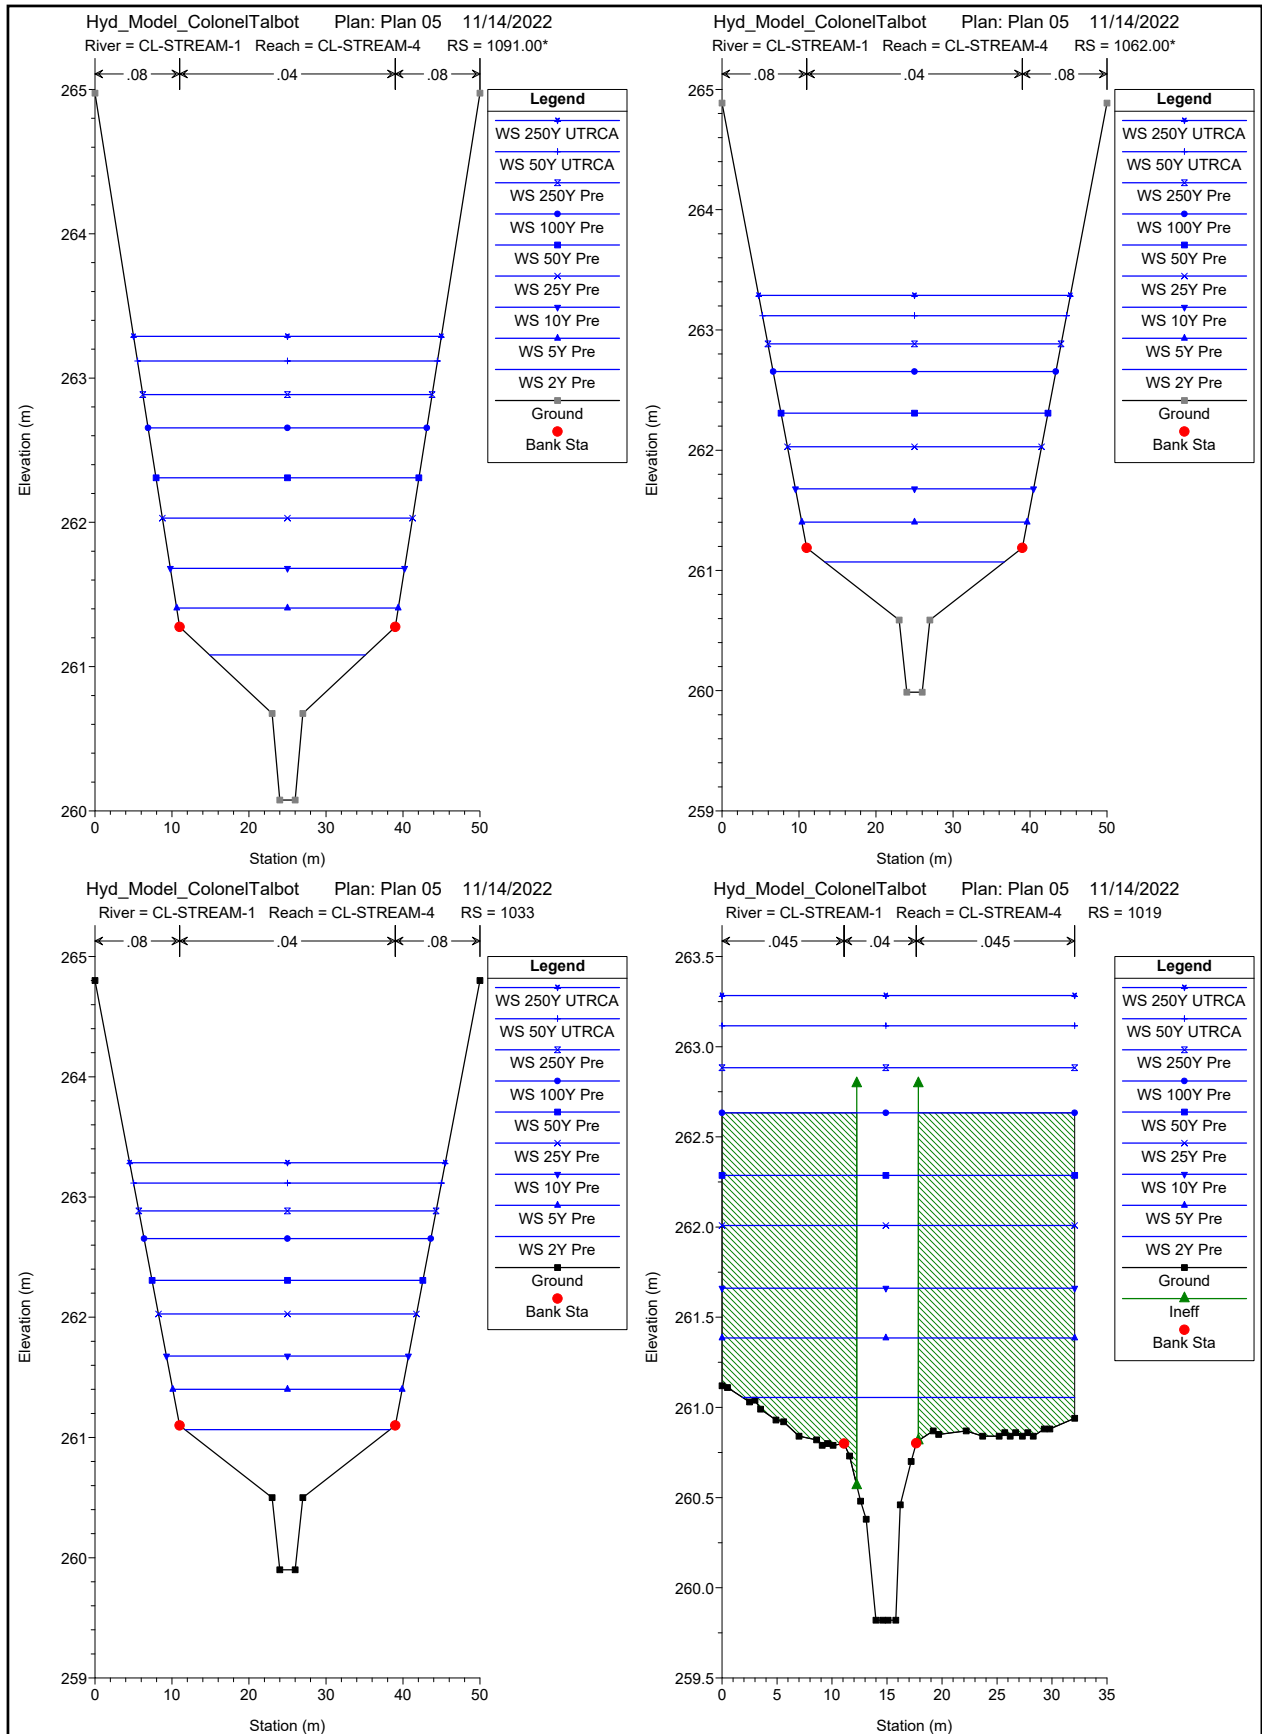 Hyd_Model_ColonelTalbot Plan: Plan 05 11/14/2022
River = CL-STREAM-1 Reach = CL-STREAM-4 RS = 1091.00*
.08 .04 .08
265
264
263
262
261
260
0 10 20 30 40 50
Elevation (m)
Station (m)
Legend
WS 250Y UTRCA
WS 50Y UTRCA
WS 250Y Pre
WS 100Y Pre
WS 50Y Pre
WS 25Y Pre
WS 10Y Pre
WS 5Y Pre
WS 2Y Pre
Ground
Bank Sta
Hyd_Model_ColonelTalbot Plan: Plan 05 11/14/2022
River = CL-STREAM-1 Reach = CL-STREAM-4 RS = 1062.00*
.08 .04 .08
265
264
263
262
261
260
259
0 10 20 30 40 50
Elevation (m)
Station (m)
Legend
WS 250Y UTRCA
WS 50Y UTRCA
WS 250Y Pre
WS 100Y Pre
WS 50Y Pre
WS 25Y Pre
WS 10Y Pre
WS 5Y Pre
WS 2Y Pre
Ground
Bank Sta
Hyd_Model_ColonelTalbot Plan: Plan 05 11/14/2022
River = CL-STREAM-1 Reach = CL-STREAM-4 RS = 1033
.08 .04 .08
265
264
263
262
261
260
259
0 10 20 30 40 50
Elevation (m)
Station (m)
Legend
WS 250Y UTRCA
WS 50Y UTRCA
WS 250Y Pre
WS 100Y Pre
WS 50Y Pre
WS 25Y Pre
WS 10Y Pre
WS 5Y Pre
WS 2Y Pre
Ground
Bank Sta
Hyd_Model_ColonelTalbot Plan: Plan 05 11/14/2022
River = CL-STREAM-1 Reach = CL-STREAM-4 RS = 1019
.045 .04 .045
263.5
263.0
262.5
262.0
261.5
261.0
260.5
260.0
259.5
0 5 10 15 20 25 30 35
Elevation (m)
Station (m)
Legend
WS 250Y UTRCA
WS 50Y UTRCA
WS 250Y Pre
WS 100Y Pre
WS 50Y Pre
WS 25Y Pre
WS 10Y Pre
WS 5Y Pre
WS 2Y Pre
Ground
Ineff
Bank Sta